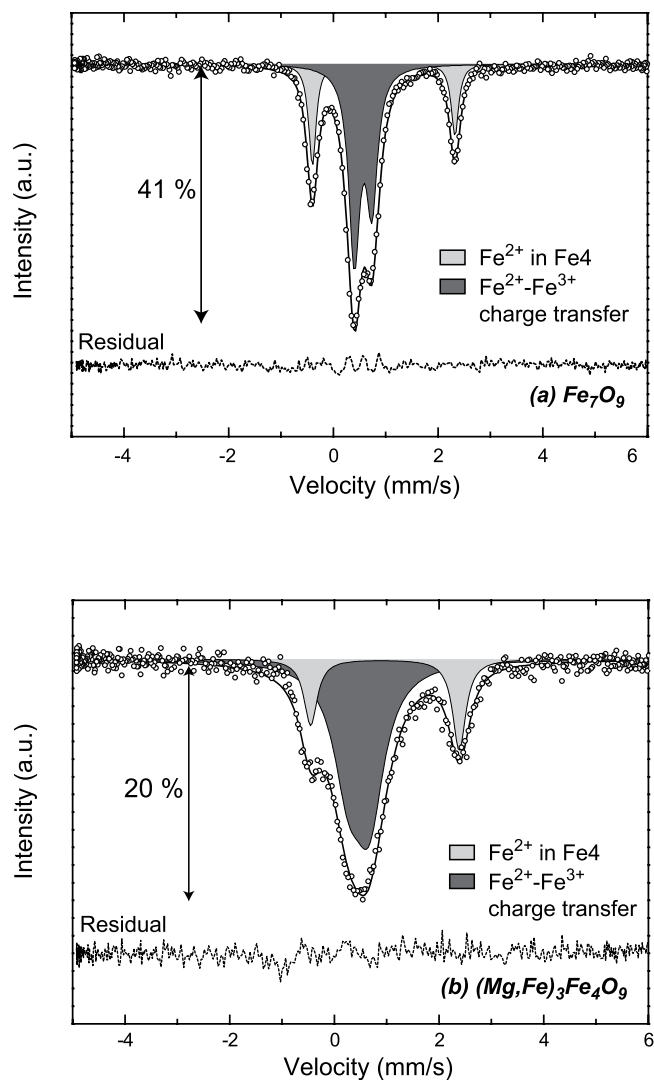 Intensity (a.u.)
41 %
Fe²⁺ in Fe4
Fe²⁺-Fe³⁺
charge transfer
Residual
(a) Fe₇O₉
-4 -2 0 2 4 6
Velocity (mm/s)
Intensity (a.u.)
20 %
Fe²⁺ in Fe4
Fe²⁺-Fe³⁺
charge transfer
Residual
(b) (Mg,Fe)₃Fe₄O₉
-4 -2 0 2 4 6
Velocity (mm/s)